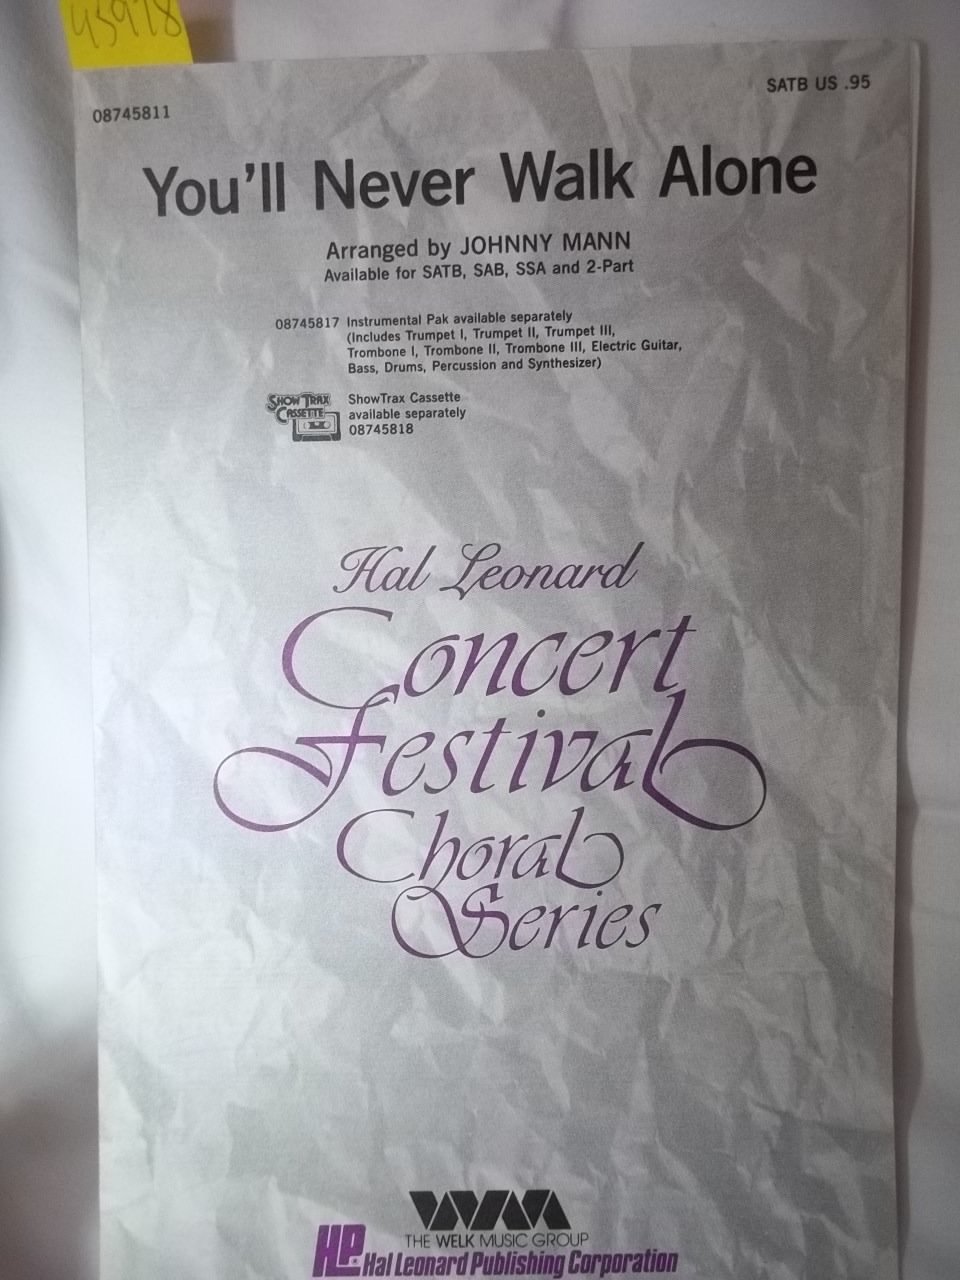 45978
08745811
SATB US .95
You'll Never Walk Alone
Arranged by JOHNNY MANN
Available for SATB, SAB, SSA and 2-Part
08745817 Instrumental Pak available separately
(Includes Trumpet I, Trumpet II, Trumpet III,
Trombone I, Trombone II, Trombone III, Electric Guitar,
Bass, Drums, Percussion and Synthesizer)
SHOW TRAX
CASSETTE
ShowTrax Cassette
available separately
08745818
Hal Leonard
Concert
Festival
Choral
Series
THE WELK MUSIC GROUP
HL Hal Leonard Publishing Corporation